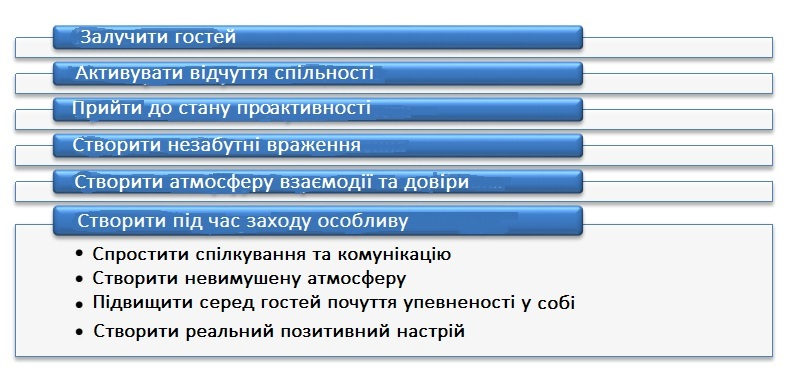 Залучити гостей
Активувати відчуття спільності
Прийти до стану проактивності
Створити незабутні враження
Створити атмосферу взаємодії та довіри
Створити під час заходу особливу
• Спростити спілкування та комунікацію
• Створити невимушену атмосферу
• Підвищити серед гостей почуття упевненості у собі
• Створити реальний позитивний настрій